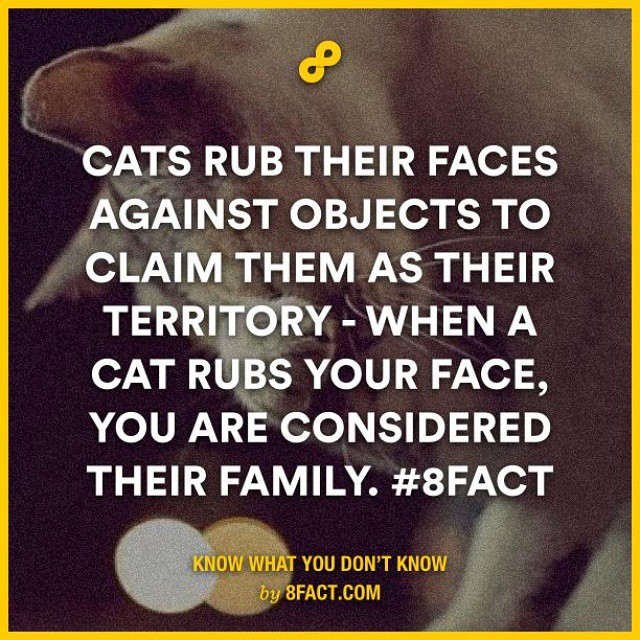 CATS RUB THEIR FACES
AGAINST OBJECTS TO
CLAIM THEM AS THEIR
TERRITORY - WHEN A
CAT RUBS YOUR FACE,
YOU ARE CONSIDERED
THEIR FAMILY. #8FACT
KNOW WHAT YOU DON'T KNOW
by 8FACT.COM